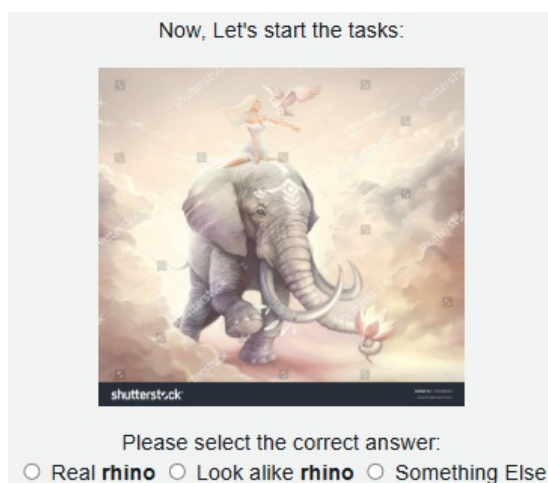 Now, Let's start the tasks:
shutterstock
Please select the correct answer:
Real rhino Look alike rhino Something Else